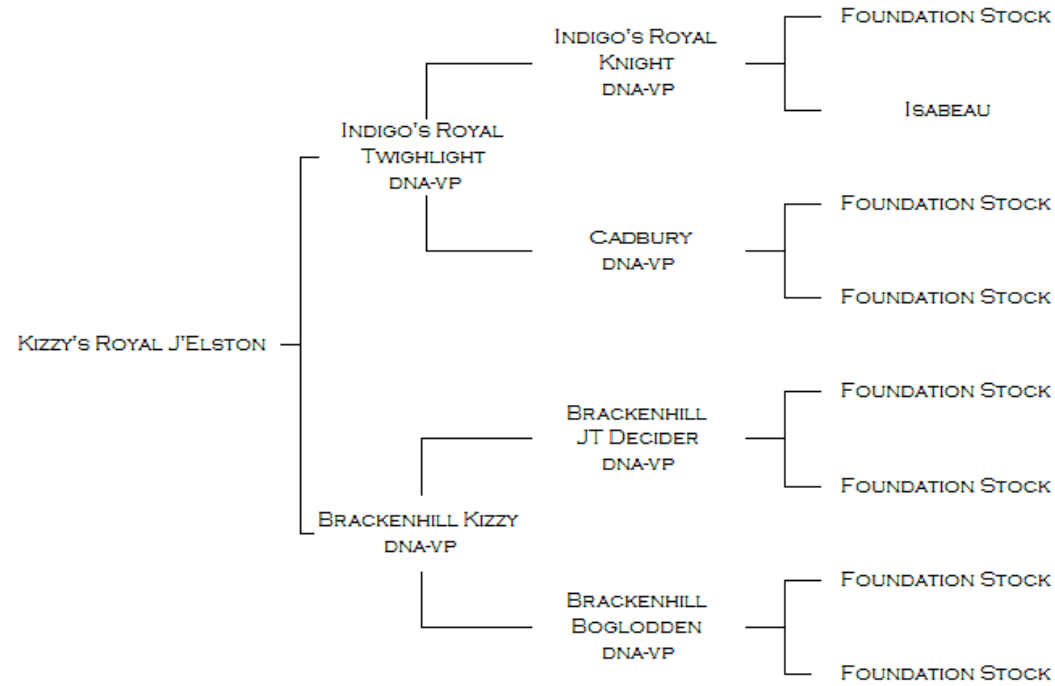 Foundation Stock
Indigo's Royal
Knight
DNA-VP
Isabeau
Indigo's Royal
Twighlight
DNA-VP
Foundation Stock
Cadbury
DNA-VP
Foundation Stock
Kizzy's Royal J'Elston
Foundation Stock
Brackenhill
JT Decider
DNA-VP
Foundation Stock
Brackenhill Kizzy
DNA-VP
Foundation Stock
Brackenhill
Boglodden
DNA-VP
Foundation Stock